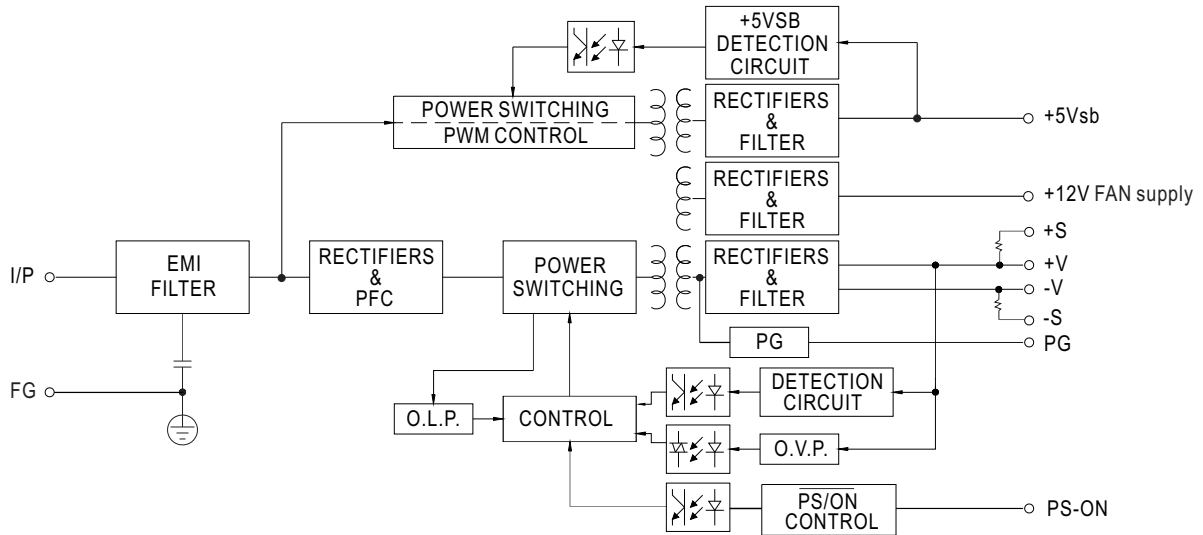 +5VSB
DETECTION
CIRCUIT
POWER SWITCHING
PWM CONTROL
RECTIFIERS
&
FILTER
+5Vsb
RECTIFIERS
&
FILTER
+12V FAN supply
I/P
EMI
FILTER
RECTIFIERS
&
PFC
POWER
SWITCHING
RECTIFIERS
&
FILTER
+S
+V
-V
-S
PG
PG
FG
O.L.P.
CONTROL
DETECTION
CIRCUIT
O.V.P.
PS/ON
CONTROL
PS-ON